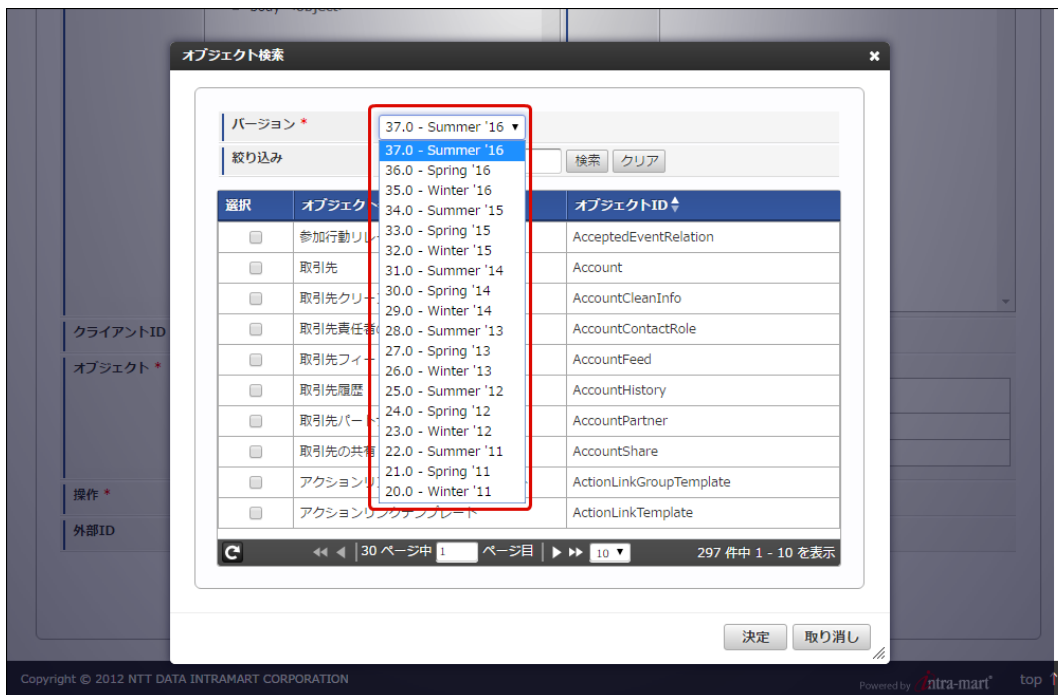 オブジェクト検索
バージョン *
37.0 - Summer '16
絞り込み
検索
クリア
37.0 - Summer '16
36.0 - Spring '16
35.0 - Winter '16
34.0 - Summer '15
33.0 - Spring '15
32.0 - Winter '15
31.0 - Summer '14
30.0 - Spring '14
29.0 - Winter '14
28.0 - Summer '13
27.0 - Spring '13
26.0 - Winter '13
25.0 - Summer '12
24.0 - Spring '12
23.0 - Winter '12
22.0 - Summer '11
21.0 - Spring '11
20.0 - Winter '11
選択 オブジェクト オブジェクトID
参加行動リレ AcceptedEventRelation
取引先 Account
取引先クリー AccountCleanInfo
取引先責任者 AccountContactRole
取引先フィー AccountFeed
取引先履歴 AccountHistory
取引先パート AccountPartner
取引先の共有 AccountShare
アクションリ ActionLinkGroupTemplate
アクションリンクテンプレート ActionLinkTemplate
30 ページ中 1 ページ目 10 297 件中 1 - 10 を表示
決定 取り消し
クライアントID
オブジェクト *
操作 *
外部ID
Copyright © 2012 NTT DATA INTRAMART CORPORATION
Powered by intra-mart
top